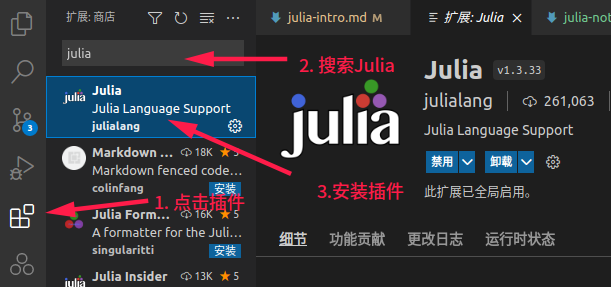 扩展: 商店
julia
Julia
Julia Language Support
julialang
Markdown ...
18K
5
Markdown fenced code...
colinfang
安装
Julia Form...
16K
5
A formatter for the Juli...
singularitti
安装
Julia Insider
13K
5
3
1. 点击插件
2. 搜索Julia
3.安装插件
julia-intro.md M
扩展: Julia
julia-not
julia
Julia
v1.3.33
julialang
261,063
Julia Language Support
禁用
卸载
此扩展已全局启用。
细节
功能贡献
更改日志
运行时状态